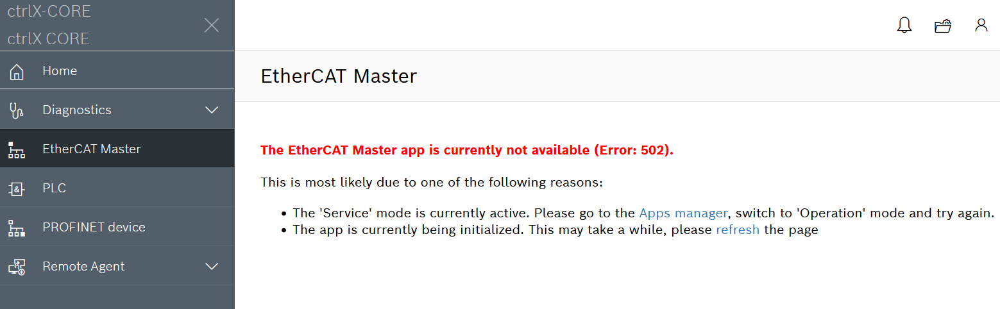 ctrlX-CORE
ctrlX CORE
Home
Diagnostics
EtherCAT Master
PLC
PROFINET device
Remote Agent
EtherCAT Master
The EtherCAT Master app is currently not available (Error: 502).
This is most likely due to one of the following reasons:
• The 'Service' mode is currently active. Please go to the Apps manager, switch to 'Operation' mode and try again.
• The app is currently being initialized. This may take a while, please refresh the page